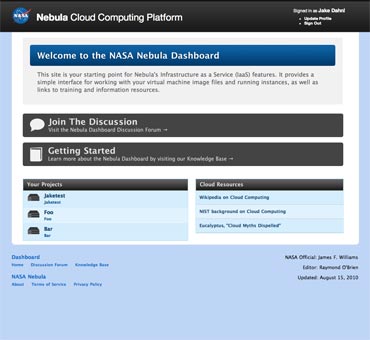 NASA
Nebula Cloud Computing Platform
Signed in as Jake Dahn!
Update Profile
Sign Out
Welcome to the NASA Nebula Dashboard
This site is your starting point for Nebula's Infrastructure as a Service (IaaS) features. It provides a
simple interface for working with your virtual machine image files and running instances, as well as
links to training and information resources.
Join The Discussion
Visit the Nebula Dashboard Discussion Forum →
Getting Started
Learn more about the Nebula Dashboard by visiting our Knowledge Base →
Your Projects
Jaketest
Jaketest
Foo
Foo
Bar
Bar
Cloud Resources
Wikipedia on Cloud Computing
NIST background on Cloud Computing
Eucalyptus, "Cloud Myths Dispelled"
Dashboard
Home Discussion Forum Knowledge Base
NASA Nebula
About Terms of Service Privacy Policy
NASA Official: James F. Williams
Editor: Raymond O'Brien
Updated: August 15, 2010